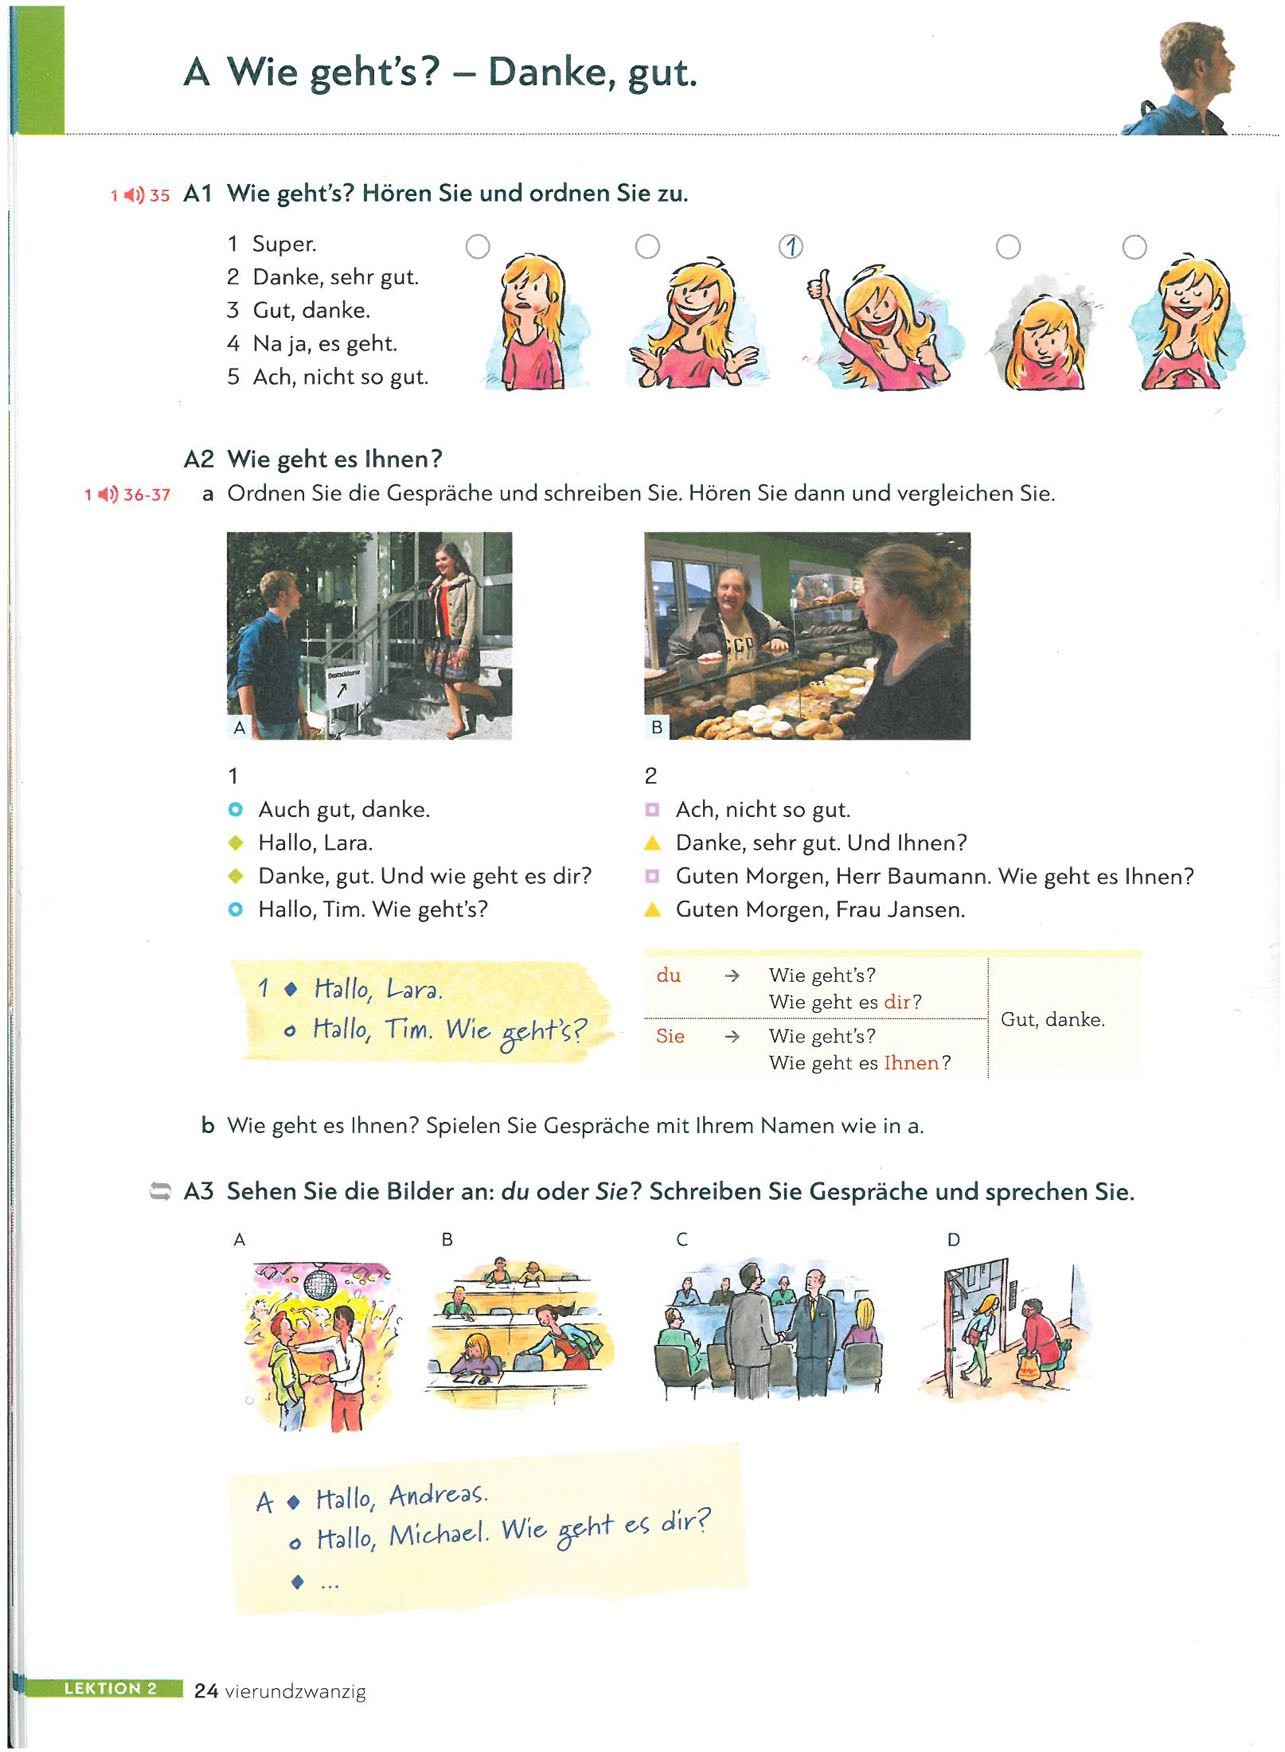 A Wie geht's? – Danke, gut.
1 35 A1 Wie geht's? Hören Sie und ordnen Sie zu.
1 Super.
2 Danke, sehr gut.
3 Gut, danke.
4 Na ja, es geht.
5 Ach, nicht so gut.
1
A2 Wie geht es Ihnen?
1 36-37 a Ordnen Sie die Gespräche und schreiben Sie. Hören Sie dann und vergleichen Sie.
Deutschkurse
A
CCP
B
1
Auch gut, danke.
Hallo, Lara.
Danke, gut. Und wie geht es dir?
Hallo, Tim. Wie geht's?
2
Ach, nicht so gut.
Danke, sehr gut. Und Ihnen?
Guten Morgen, Herr Baumann. Wie geht es Ihnen?
Guten Morgen, Frau Jansen.
1 ◆ Hallo, Lara.
o Hallo, Tim. Wie geht's?
du → Wie geht's?
Wie geht es dir?
Sie → Wie geht's?
Wie geht es Ihnen?
Gut, danke.
b Wie geht es Ihnen? Spielen Sie Gespräche mit Ihrem Namen wie in a.
A3 Sehen Sie die Bilder an: du oder Sie? Schreiben Sie Gespräche und sprechen Sie.
A B C D
A ◆ Hallo, Andreas.
o Hallo, Michael. Wie geht es dir?
◆ ...
LEKTION 2 24 vierundzwanzig